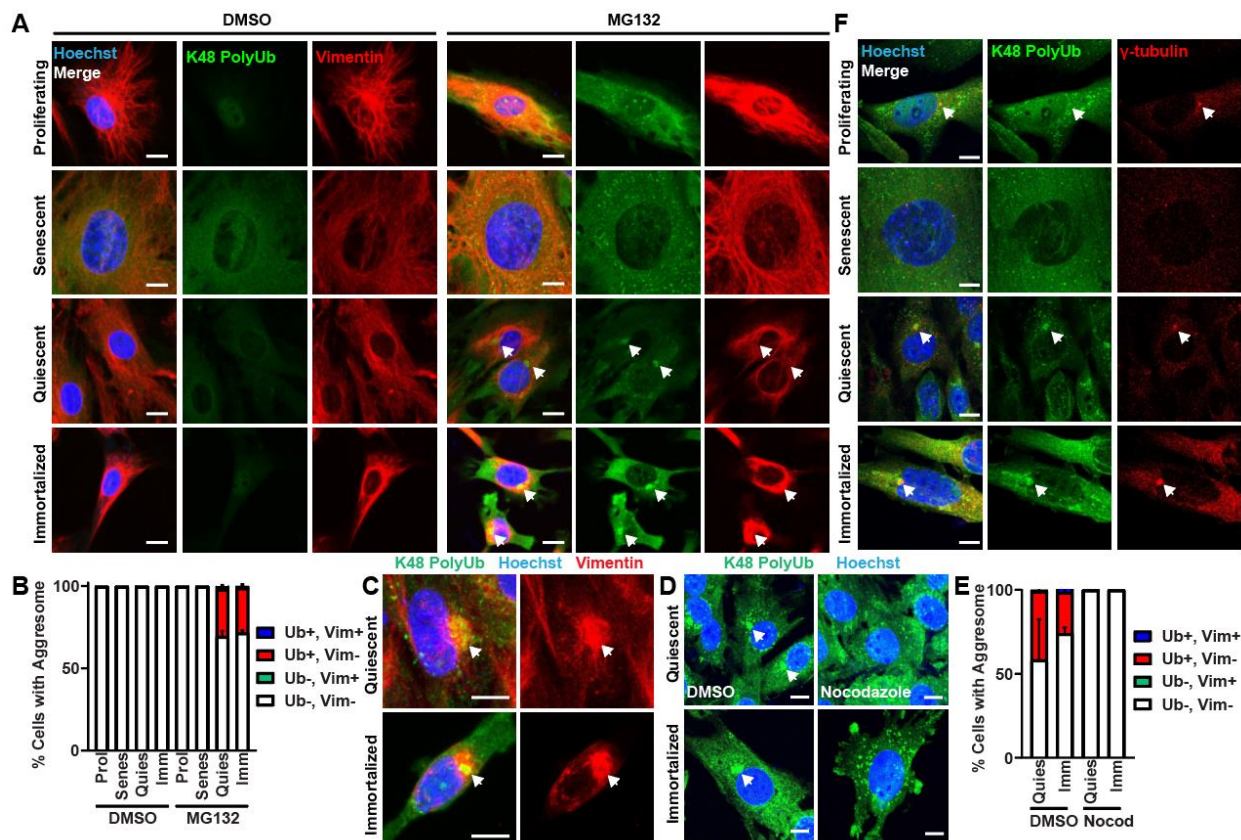 A
DMSO
MG132
Hoechst
K48 PolyUb
Vimentin
Merge
Proliferating
Senescent
Quiescent
Immortalized
F
Hoechst
K48 PolyUb
γ-tubulin
Merge
Proliferating
Senescent
Quiescent
Immortalized
B
% Cells with Aggresome
100
50
0
Prol
Senes
Quies
Imm
Prol
Senes
Quies
Imm
DMSO
MG132
Ub+, Vim+
Ub+, Vim-
Ub-, Vim+
Ub-, Vim-
K48 PolyUb Hoechst Vimentin
C
Quiescent
Immortalized
K48 PolyUb
Hoechst
D
Quiescent
DMSO
Nocodazole
Immortalized
E
% Cells with Aggresome
100
50
0
Quies
Imm
Quies
Imm
DMSO Nocod
Ub+, Vim+
Ub+, Vim-
Ub-, Vim+
Ub-, Vim-